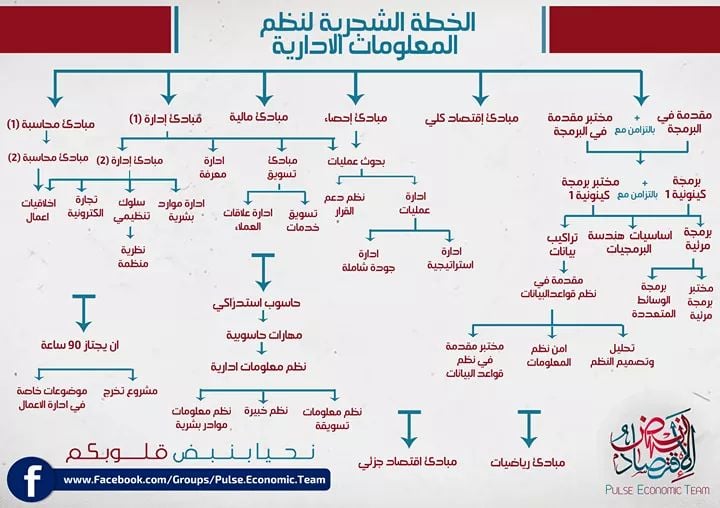 الخطة الشجرية لنظم
المعلومات الادارية
مقدمة في
البرمجة
+
بالتزامن مع
مختبر مقدمة
في البرمجة
مبادئ إقتصاد كلي
مبادئ إحصاء
مبادئ مالية
مبادئ إدارة (1)
مبادئ محاسبة (1)
مبادئ محاسبة (2)
مبادئ إدارة (2)
ادارة
معرفة
مبادئ
تسويق
بحوث عمليات
برمجة
كينونية 1
+
بالتزامن مع
مختبر برمجة
كينونية 1
اخلاقيات
اعمال
تجارة
الكترونية
سلوك
تنظيمي
ادارة موارد
بشرية
نظرية
منظمة
ادارة علاقات
العملاء
تسويق
خدمات
نظم دعم
القرار
ادارة
عمليات
ادارة
جودة شاملة
ادارة
استراتيجية
تراكيب
بيانات
اساسيات هندسة
البرمجيات
برمجة
مرئية
برمجة
الوسائط
المتعددة
مختبر
برمجة
مرئية
مقدمة في
نظم قواعدالبيانات
مختبر مقدمة
في نظم
قواعد البيانات
امن نظم
المعلومات
تحليل
وتصميم النظم
حاسوب استدراكي
مهارات حاسوبية
نظم معلومات ادارية
نظم معلومات
موادر بشرية
نظم خبيرة
نظم معلومات
تسويقة
ان يجتاز 90 ساعة
موضوعات خاصة
في ادارة الاعمال
مشروع تخرج
مبادئ اقتصاد جزئي
مبادئ رياضيات
نحيا بنبض قلوبكم
f
www.Facebook.com/Groups/Pulse.Economic.Team
نبض الإقتصاد
PULSE ECONOMIC TEAM